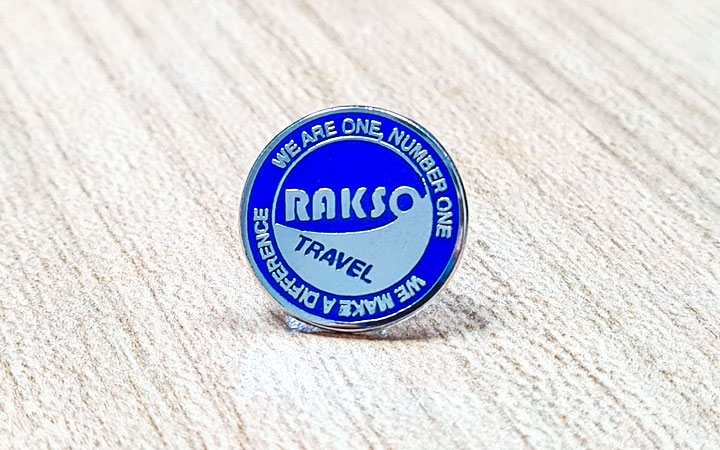 WE ARE ONE, NUMBER ONE
RAKSO
TRAVEL
WE MAKE A DIFFERENCE